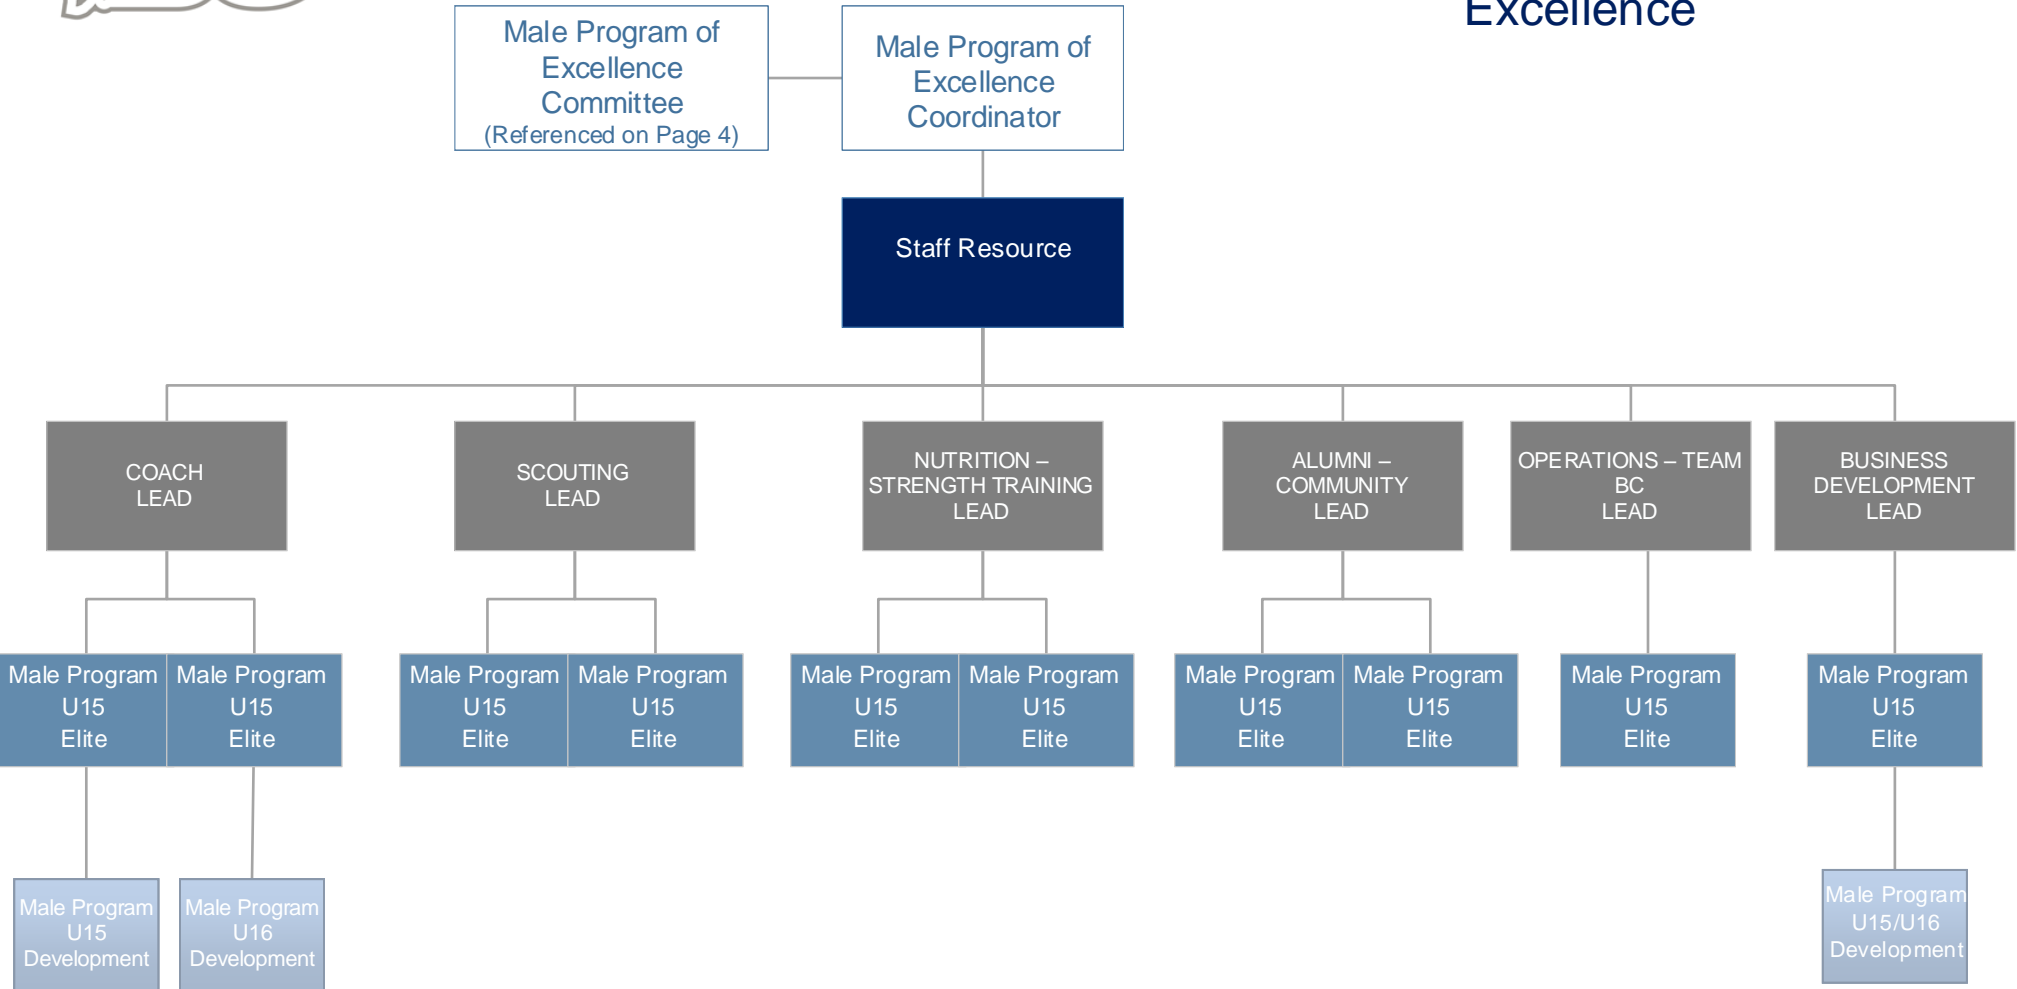 Excellence
Male Program of
Excellence
Committee
(Referenced on Page 4)
Male Program of
Excellence
Coordinator
Staff Resource
COACH
LEAD
SCOUTING
LEAD
NUTRITION –
STRENGTH TRAINING
LEAD
ALUMNI –
COMMUNITY
LEAD
OPERATIONS – TEAM
BC
LEAD
BUSINESS
DEVELOPMENT
LEAD
Male Program
U15
Elite
Male Program
U15
Elite
Male Program
U15
Elite
Male Program
U15
Elite
Male Program
U15
Elite
Male Program
U15
Elite
Male Program
U15
Elite
Male Program
U15
Elite
Male Program
U15
Elite
Male Program
U15
Elite
Male Program
U15
Development
Male Program
U16
Development
Male Program
U15/U16
Development